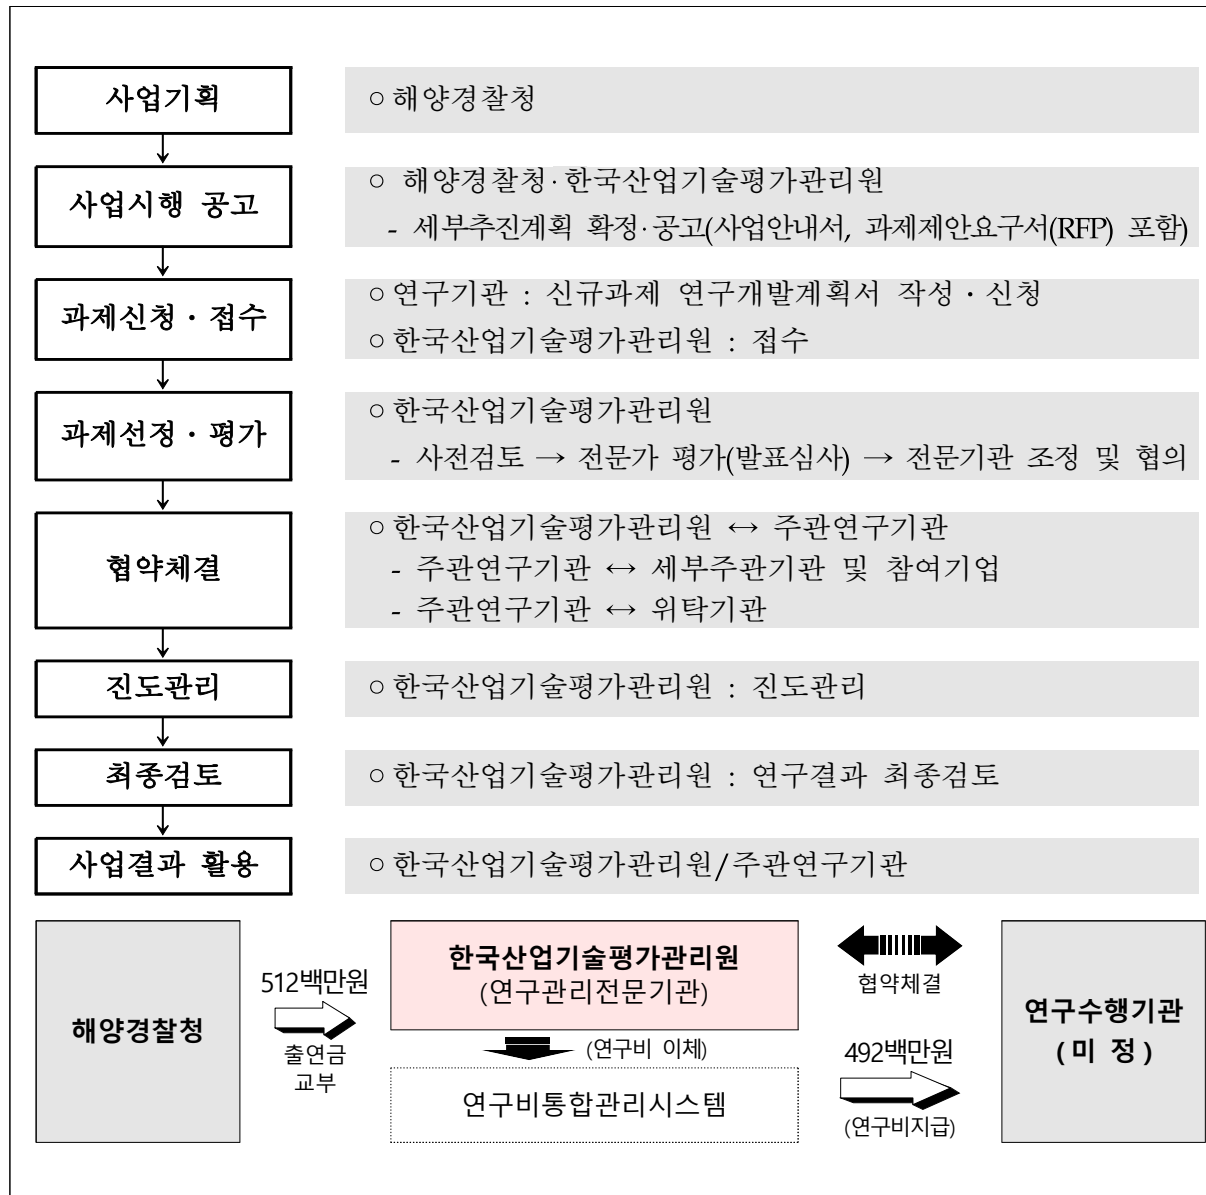 사업기획
○ 해양경찰청
사업시행 공고
○ 해양경찰청·한국산업기술평가관리원
- 세부추진계획 확정·공고(사업안내서, 과제제안요구서(RFP) 포함)
과제신청·접수
○ 연구기관 : 신규과제 연구개발계획서 작성·신청
○ 한국산업기술평가관리원 : 접수
과제선정·평가
○ 한국산업기술평가관리원
- 사전검토 → 전문가 평가(발표심사) → 전문기관 조정 및 협의
협약체결
○ 한국산업기술평가관리원 ↔ 주관연구기관
- 주관연구기관 ↔ 세부주관기관 및 참여기업
- 주관연구기관 ↔ 위탁기관
진도관리
○ 한국산업기술평가관리원 : 진도관리
최종검토
○ 한국산업기술평가관리원 : 연구결과 최종검토
사업결과 활용
○ 한국산업기술평가관리원/주관연구기관
해양경찰청
512백만원
출연금
교부
한국산업기술평가관리원
(연구관리전문기관)
(연구비 이체)
연구비통합관리시스템
협약체결
492백만원
(연구비지급)
연구수행기관
(미 정)